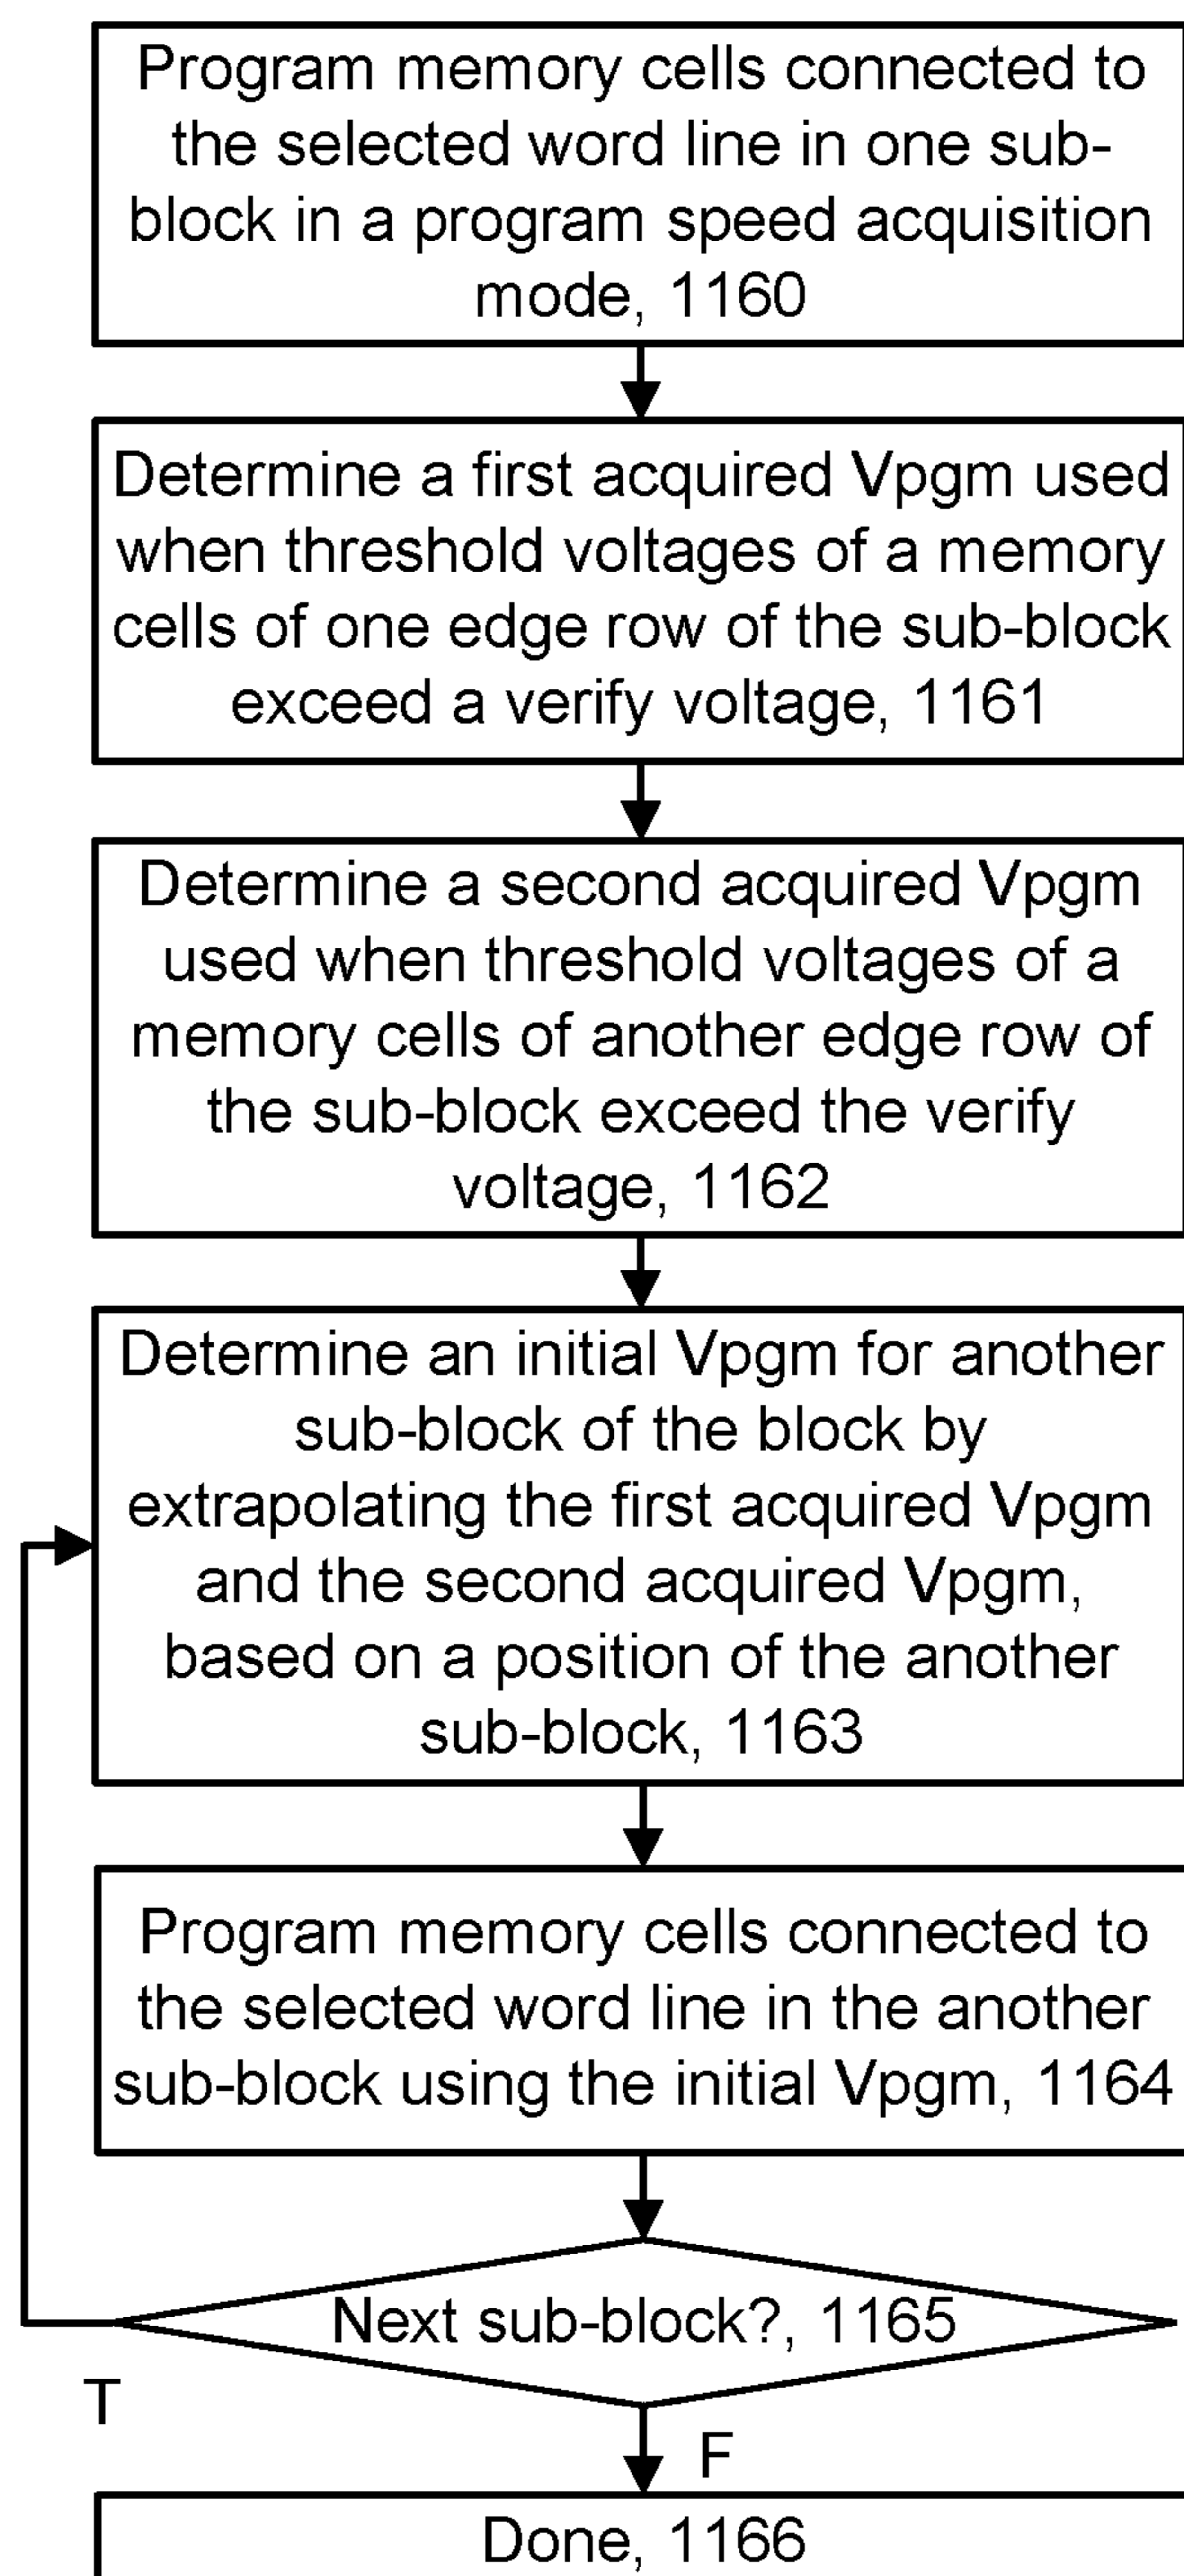 Program memory cells connected to
the selected word line in one sub-
block in a program speed acquisition
mode, 1160
Determine a first acquired Vpgm used
when threshold voltages of a memory
cells of one edge row of the sub-block
exceed a verify voltage, 1161
Determine a second acquired Vpgm
used when threshold voltages of a
memory cells of another edge row of
the sub-block exceed the verify
voltage, 1162
Determine an initial Vpgm for another
sub-block of the block by
extrapolating the first acquired Vpgm
and the second acquired Vpgm,
based on a position of the another
sub-block, 1163
Program memory cells connected to
the selected word line in the another
sub-block using the initial Vpgm, 1164
Next sub-block?, 1165
T
F
Done, 1166